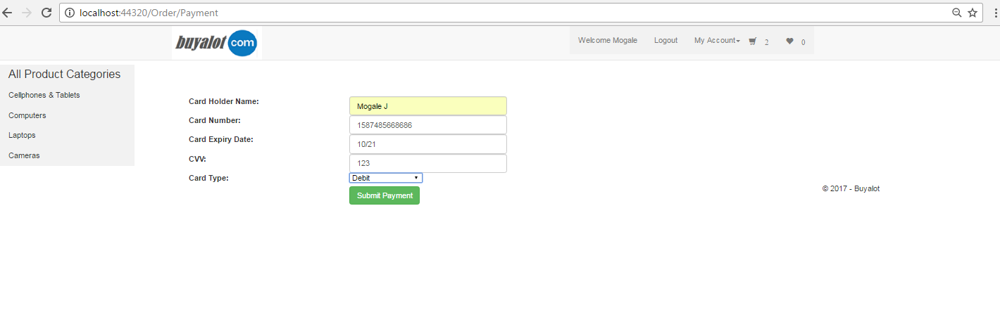 localhost:44320/Order/Payment
buyalot com
Welcome Mogale Logout My Account 2 0
All Product Categories
Cellphones & Tablets
Computers
Laptops
Cameras
Card Holder Name: Mogale J
Card Number: 1587485668686
Card Expiry Date: 10/21
CVV: 123
Card Type: Debit
Submit Payment
© 2017 - Buyalot